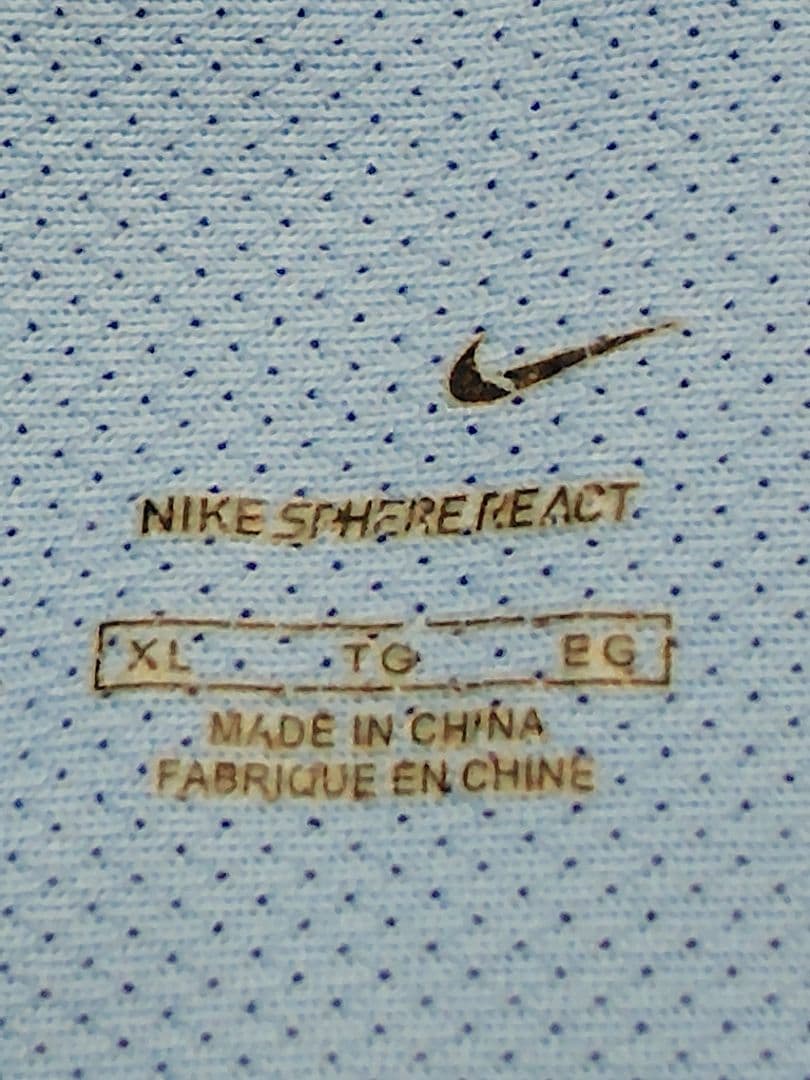 NIKE SPHERE REACT
XL TG EG
MADE IN CHINA
FABRIQUE EN CHINE